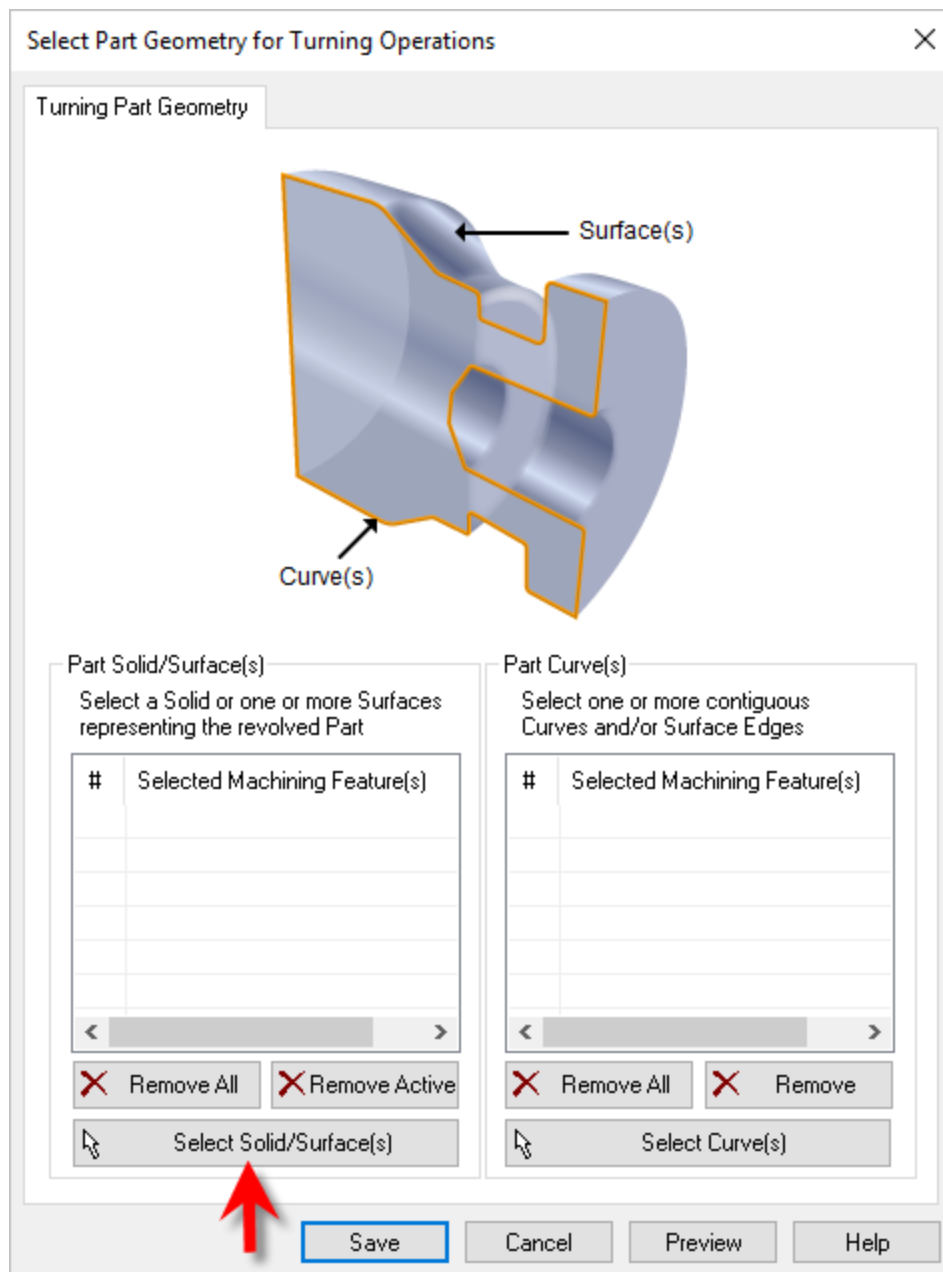 Select Part Geometry for Turning Operations
Turning Part Geometry
Surface(s)
Curve(s)
Part Solid/Surface(s)
Select a Solid or one or more Surfaces
representing the revolved Part
# Selected Machining Feature(s)
Remove All Remove Active
Select Solid/Surface(s)
Part Curve(s)
Select one or more contiguous
Curves and/or Surface Edges
# Selected Machining Feature(s)
Remove All Remove
Select Curve(s)
Save Cancel Preview Help